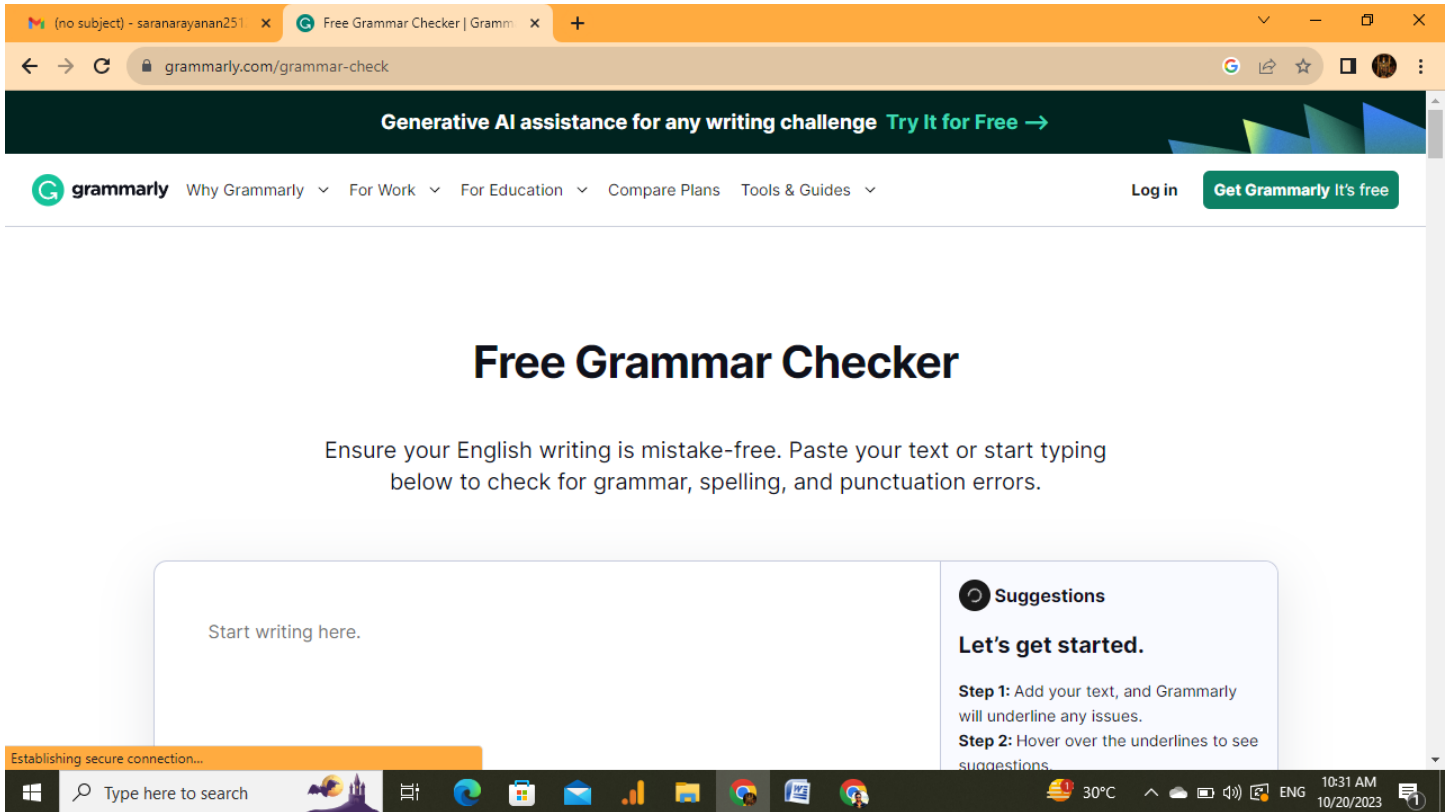 (no subject) - saranarayanan251
Free Grammar Checker | Gramm
grammarly.com/grammar-check
Generative AI assistance for any writing challenge Try It for Free →
grammarly Why Grammarly For Work For Education Compare Plans Tools & Guides Log in Get Grammarly It's free
Free Grammar Checker
Ensure your English writing is mistake-free. Paste your text or start typing
below to check for grammar, spelling, and punctuation errors.
Start writing here.
Suggestions
Let's get started.
Step 1: Add your text, and Grammarly
will underline any issues.
Step 2: Hover over the underlines to see
suggestions.
Establishing secure connection...
Type here to search
30°C
ENG
10:31 AM
10/20/2023
1